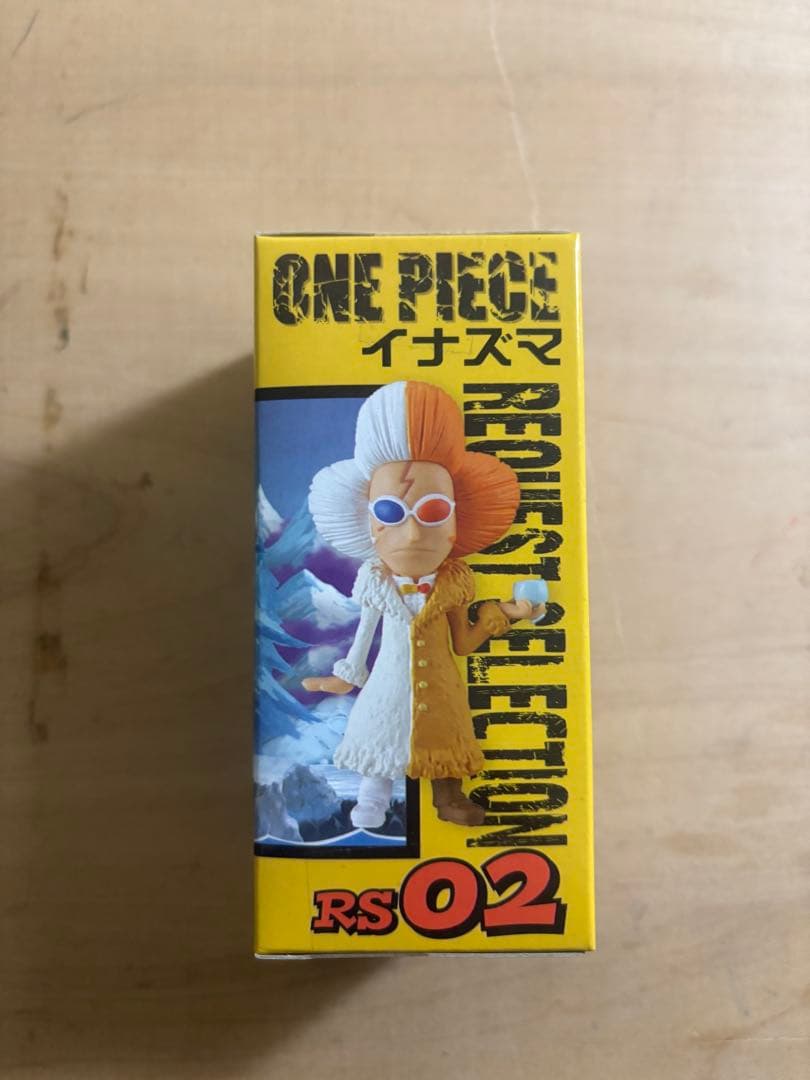 ONE PIECE
イナズマ
REQUEST SELECTION
RS02